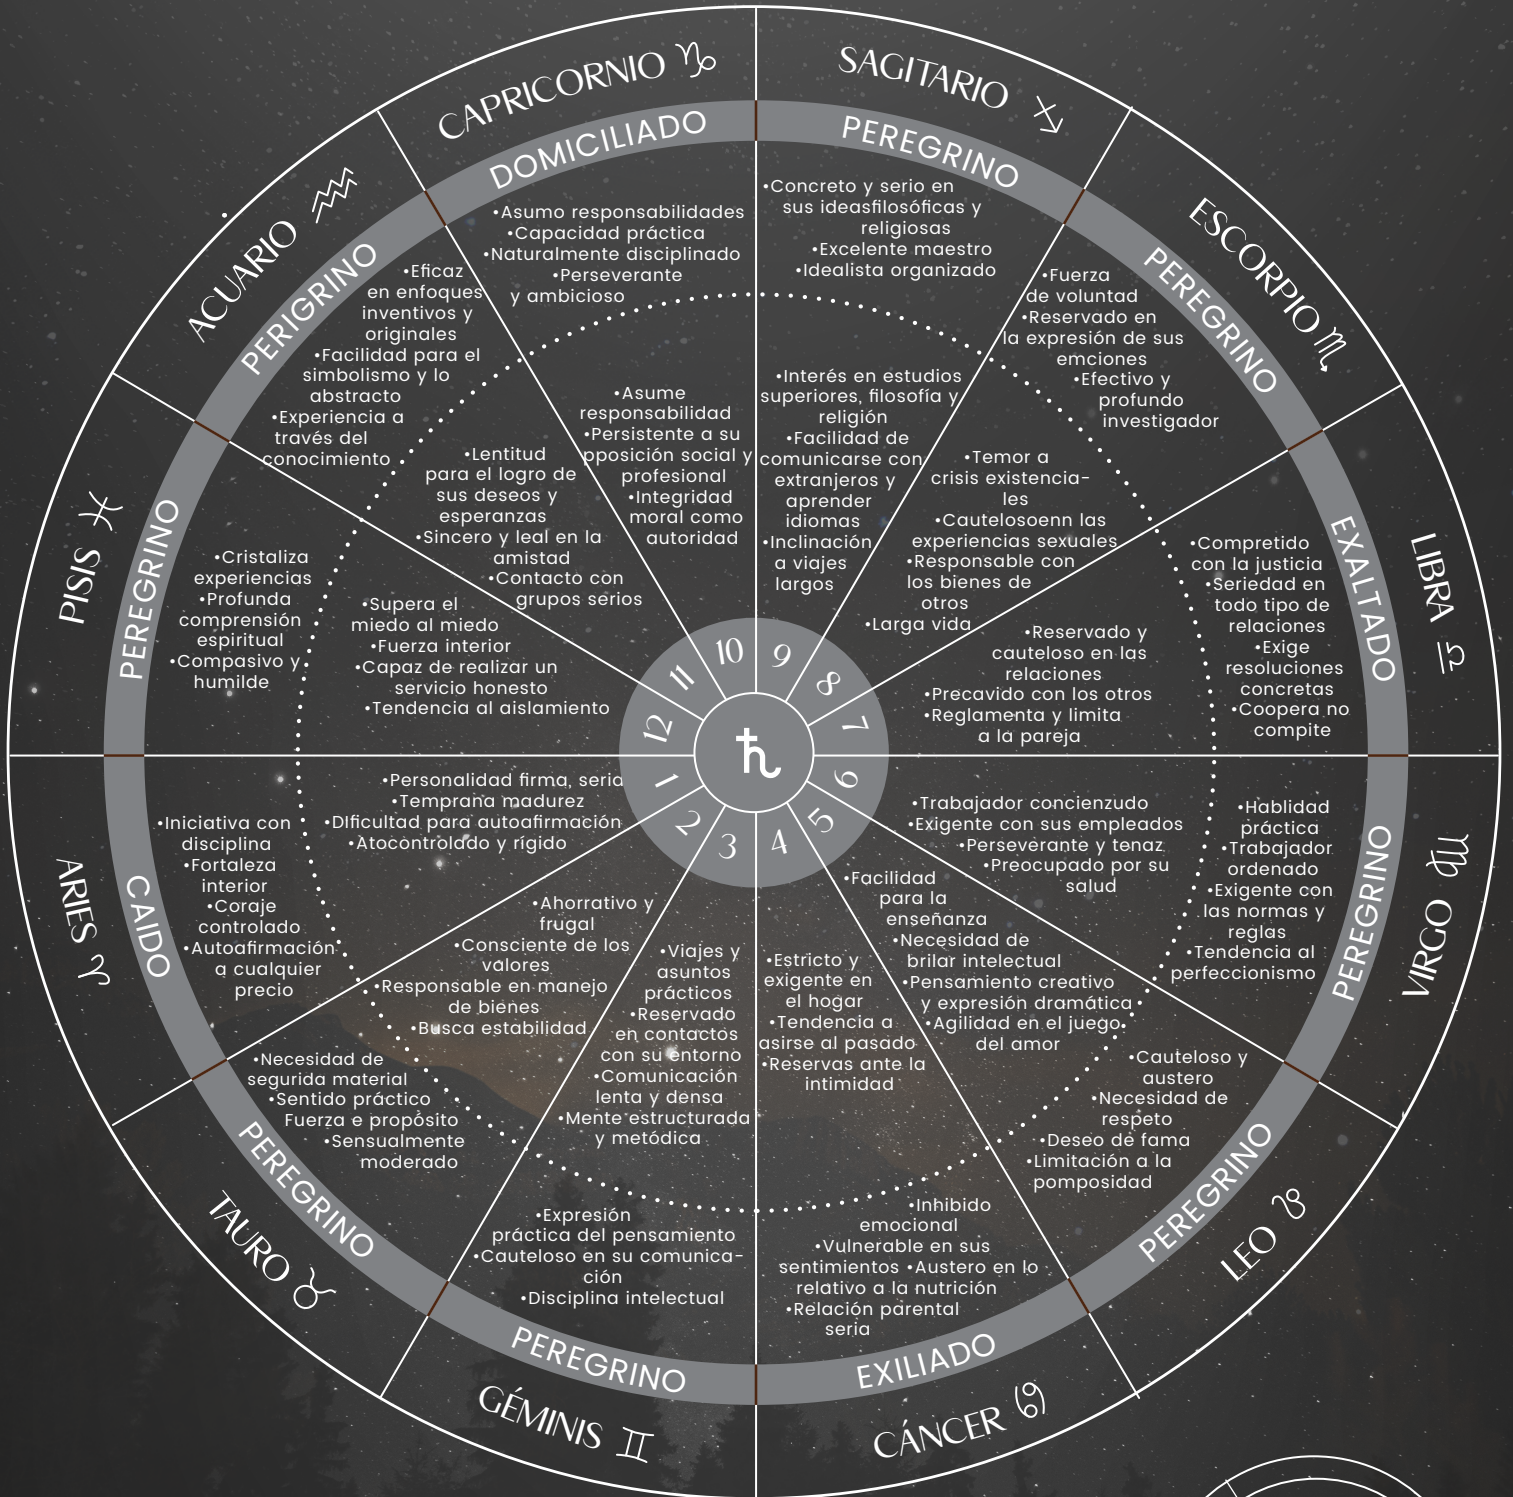 CAPRICORNIO
DOMICILIADO
•Asumo responsabilidades
•Capacidad práctica
•Naturalmente disciplinado
•Perseverante
y ambicioso
•Asume
responsabilidad
•Persistente a su
pposición social y
profesional
•Integridad
moral como
autoridad
10
SAGITARIO
PEREGRINO
•Concreto y serio en
sus ideasfilosóficas y
religiosas
•Excelente maestro
•Idealista organizado
•Interés en estudios
superiores, filosofía y
religión
•Facilidad de
comunicarse con
extranjeros y
aprender
idiomas
•Inclinación
a viajes
largos
9
ESCORPIO
PEREGRINO
•Fuerza
de voluntad
•Reservado en
la expresión de sus
emciones
•Efectivo y
profundo
investigador
•Temor a
crisis existencia-
les
•Cautelosoenn las
experiencias sexuales
•Responsable con
los bienes de
otros
•Larga vida
8
LIBRA
EXALTADO
•Compretido
con la justicia
•Seriedad en
todo tipo de
relaciones
•Exige
resoluciones
concretas
•Coopera no
compite
•Reservado y
cauteloso en las
relaciones
•Precavido con los otros
•Reglamenta y limita
a la pareja
7
VIRGO
PEREGRINO
•Hablidad
práctica
•Trabajador
ordenado
•Exigente con
las normas y
reglas
•Tendencia al
perfeccionismo
•Trabajador concienzudo
•Exigente con sus empleados
•Perseverante y tenaz
•Preocupado por su
salud
6
LEO
PEREGRINO
•Cauteloso y
austero
•Necesidad de
respeto
•Deseo de fama
•Limitación a la
pomposidad
•Facilidad
para la
enseñanza
•Necesidad de
brilar intelectual
•Pensamiento creativo
y expresión dramática
•Agilidad en el juego
del amor
5
CÁNCER
EXILIADO
•Inhibido
emocional
•Vulnerable en sus
sentimientos •Austero en lo
relativo a la nutrición
•Relación parental
seria
•Estricto y
exigente en
el hogar
•Tendencia a
asirse al pasado
•Reservas ante la
intimidad
4
GÉMINIS
PEREGRINO
•Expresión
práctica del pensamiento
•Cauteloso en su comunica-
ción
•Disciplina intelectual
•Viajes y
asuntos
prácticos
•Reservado
en contactos
con su entorno
•Comunicación
lenta y densa
•Mente estructurada
y metódica
3
TAURO
PEREGRINO
•Necesidad de
segurida material
•Sentido práctico
Fuerza e propósito
•Sensualmente
moderado
•Ahorrativo y
frugal
•Consciente de los
valores
•Responsable en manejo
de bienes
•Busca estabilidad
2
ARIES
CAIDO
•Iniciativa con
disciplina
•Fortaleza
interior
•Coraje
controlado
•Autoafirmación
a cualquier
precio
•Personalidad firma, seria
•Temprana madurez
•DIficultad para autoafirmación
•Atocontrolado y rígido
1
PISIS
PEREGRINO
•Cristaliza
experiencias
•Profunda
comprensión
espiritual
•Compasivo y
humilde
•Supera el
miedo al miedo
•Fuerza interior
•Capaz de realizar un
servicio honesto
•Tendencia al aislamiento
12
ACUARIO
PERIGRINO
•Eficaz
en enfoques
inventivos y
originales
•Facilidad para el
simbolismo y lo
abstracto
•Experiencia a
través del
conocimiento
•Lentitud
para el logro de
sus deseos y
esperanzas
•Sincero y leal en la
amistad
•Contacto con
grupos serios
11